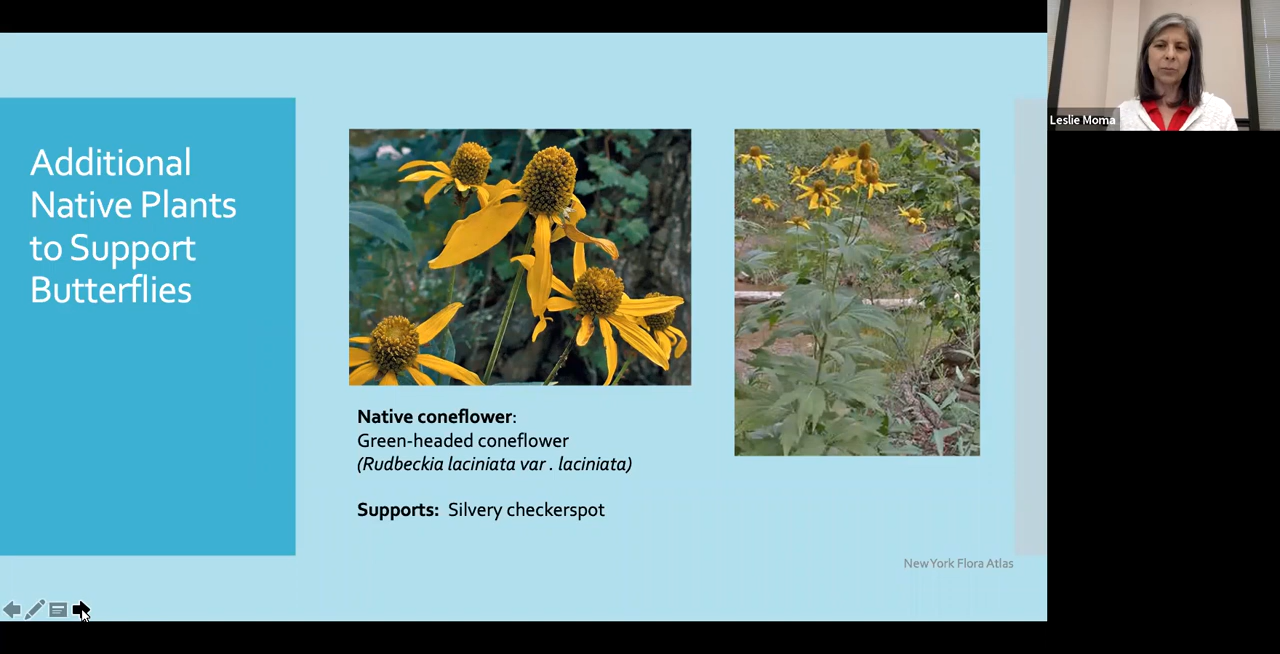 Additional
Native Plants
to Support
Butterflies
Native coneflower:
Green-headed coneflower
(Rudbeckia laciniata var . laciniata)
Supports: Silvery checkerspot
New York Flora Atlas
Leslie Moma